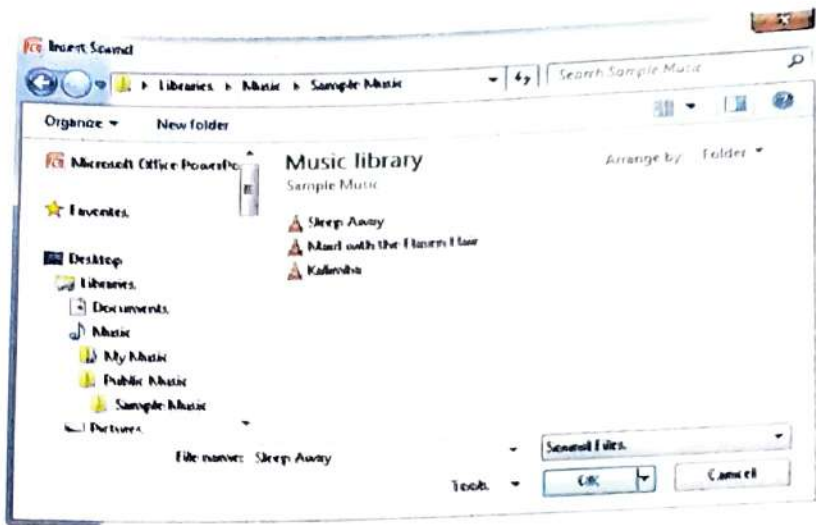 Insert Sound
Libraries Music Sample Music
Search Sample Music
Organize New folder
Microsoft Office PowerPo
Music library
Arrange by: Folder
Sample Music
Favorites
Sleep Away
Maid with the Flaxen Hair
Kalimba
Desktop
Libraries
Documents
Music
My Music
Public Music
Sample Music
Pictures
File name: Sleep Away
Sound Files
Tools OK Cancel